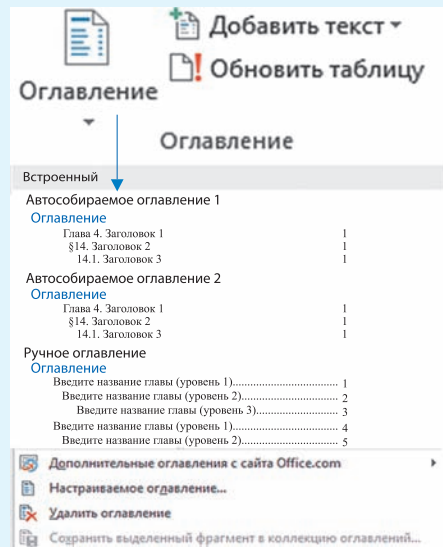 Оглавление
Добавить текст
Обновить таблицу
Оглавление
Встроенный
Автособираемое оглавление 1
Оглавление
Глава 4. Заголовок 1 1
§14. Заголовок 2 1
14.1. Заголовок 3 1
Автособираемое оглавление 2
Оглавление
Глава 4. Заголовок 1 1
§14. Заголовок 2 1
14.1. Заголовок 3 1
Ручное оглавление
Оглавление
Введите название главы (уровень 1)..................................... 1
Введите название главы (уровень 2)................................... 2
Введите название главы (уровень 3)............................... 3
Введите название главы (уровень 1)..................................... 4
Введите название главы (уровень 2)................................... 5
Дополнительные оглавления с сайта Office.com
Настраиваемое оглавление...
Удалить оглавление
Сохранить выделенный фрагмент в коллекцию оглавлений...